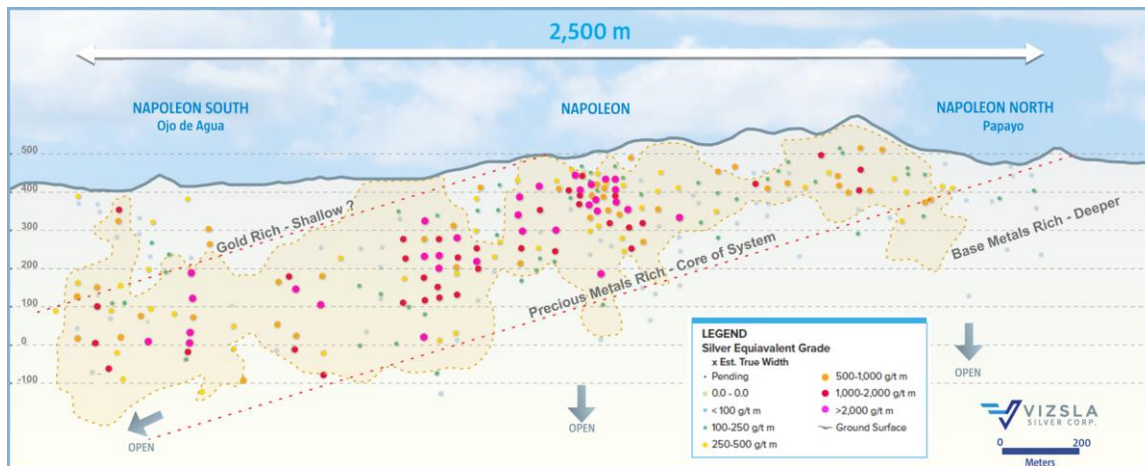 2,500 m
NAPOLEON SOUTH
Ojo de Agua
NAPOLEON
NAPOLEON NORTH
Papayo
500
400
300
200
100
0
-100
Gold Rich - Shallow ?
Precious Metals Rich - Core of System
Base Metals Rich - Deeper
OPEN
OPEN
OPEN
LEGEND
Silver Equiavalent Grade
x Est. True Width
Pending
0.0 - 0.0
<100 g/t m
100-250 g/t m
250-500 g/t m
500-1,000 g/t m
1,000-2,000 g/t m
>2,000 g/t m
Ground Surface
VIZSLA
SILVER CORP.
0 200
Meters